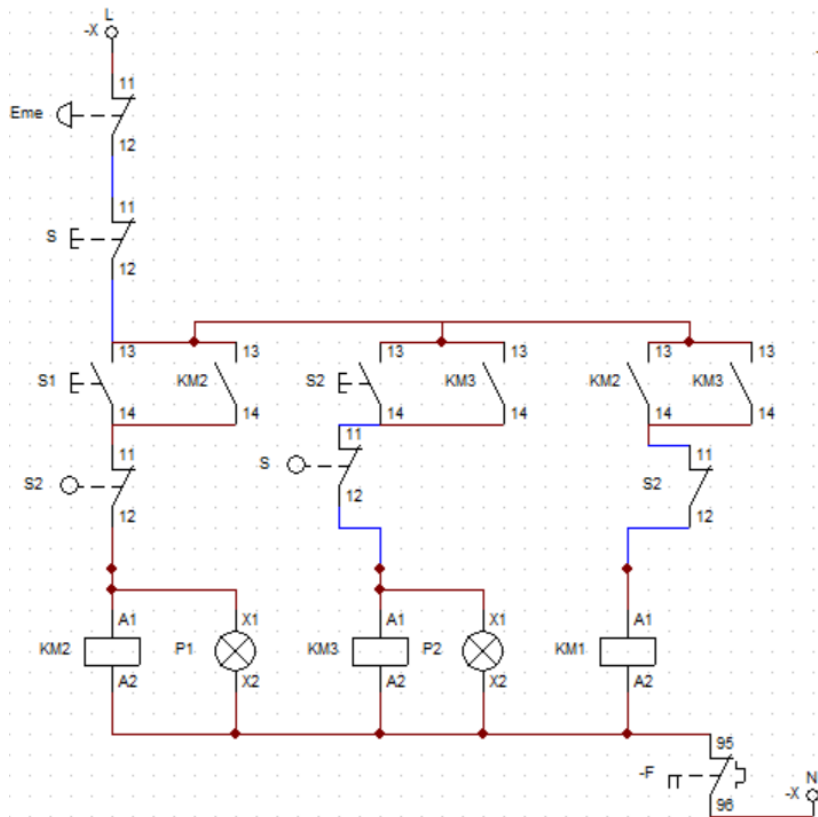 L
-X
11
Eme
12
11
S
12
13 13 13 13 13 13
S1 KM2 S2 KM3 KM2 KM3
14 14 14 14 14 14
11 11 11
S2 S S2
12 12 12
A1 X1 A1 X1 A1
KM2 P1 KM3 P2 KM1
A2 X2 A2 X2 A2
95
-F
N
-X
96